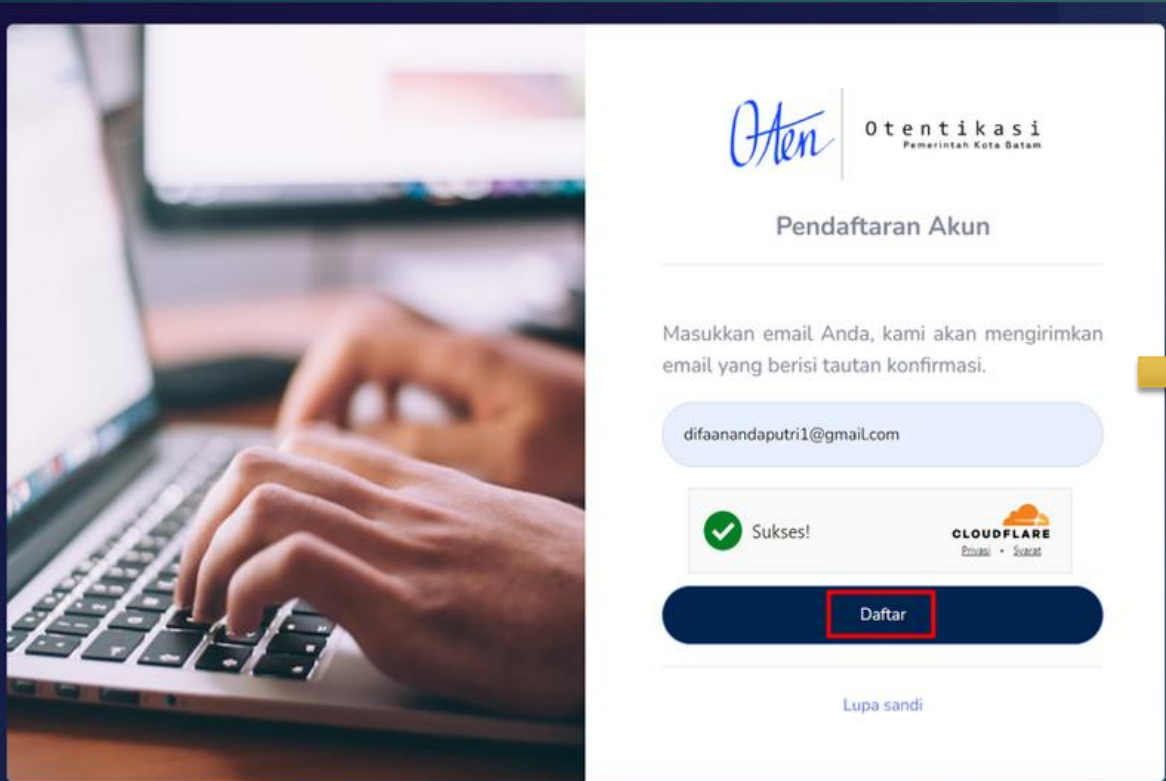 Oten
Otentikasi
Pemerintah Kota Batam
Pendaftaran Akun
Masukkan email Anda, kami akan mengirimkan
email yang berisi tautan konfirmasi.
difaanandaputri1@gmail.com
Sukses!
CLOUDFLARE
Privasi • Syarat
Daftar
Lupa sandi